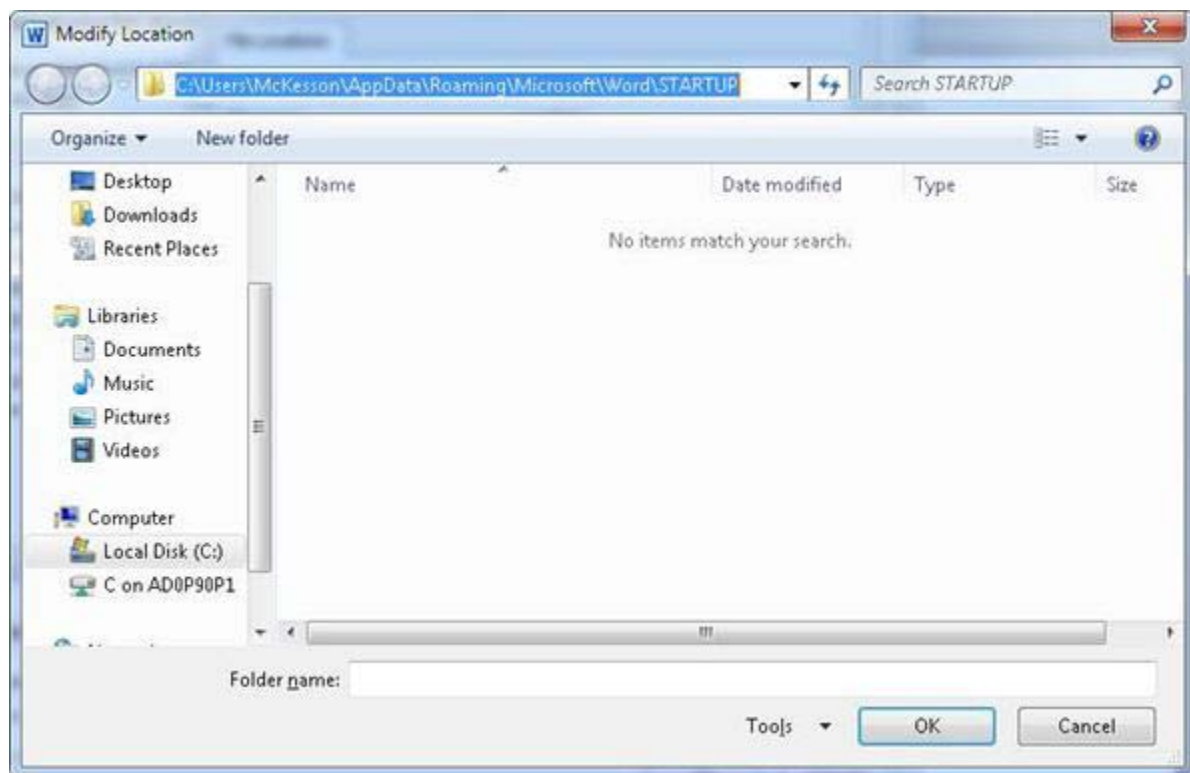 Modify Location
C:\Users\McKesson\AppData\Roaming\Microsoft\Word\STARTUP
Search STARTUP
Organize
New folder
Name
Date modified
Type
Size
No items match your search.
Desktop
Downloads
Recent Places
Libraries
Documents
Music
Pictures
Videos
Computer
Local Disk (C:)
C on AD0P90P1
Folder name:
Tools
OK
Cancel